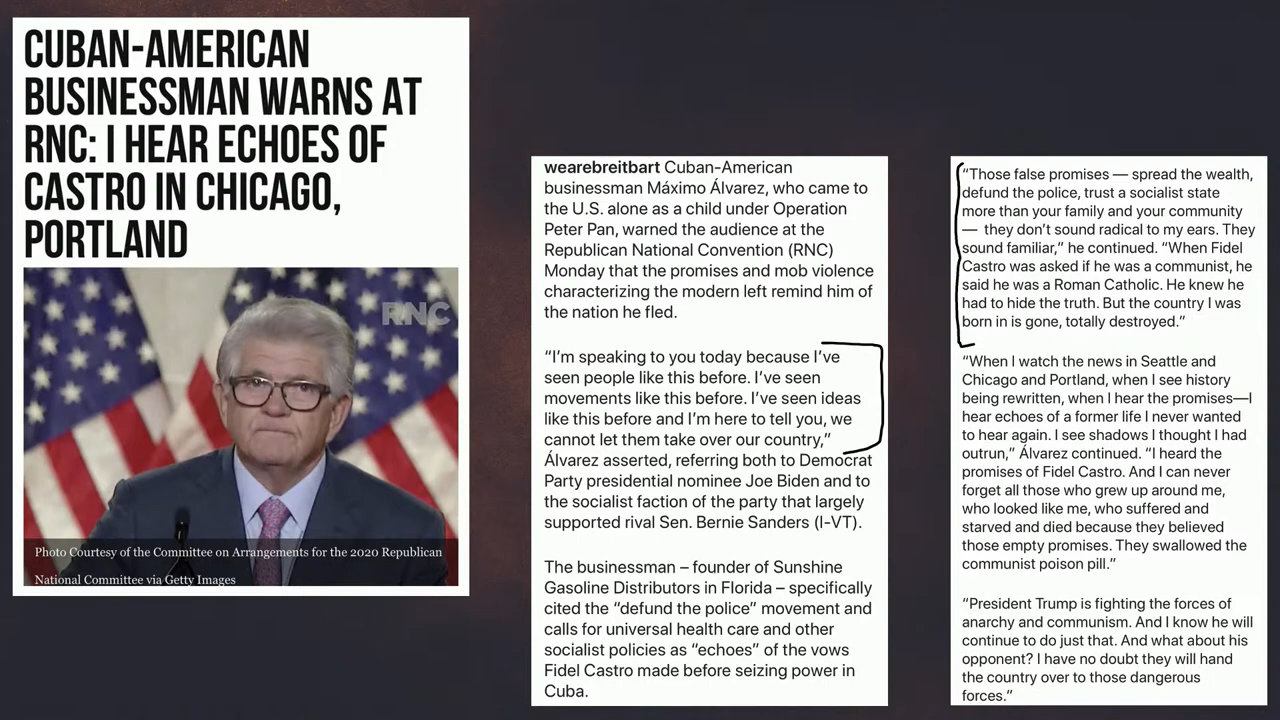 CUBAN-AMERICAN
BUSINESSMAN WARNS AT
RNC: I HEAR ECHOES OF
CASTRO IN CHICAGO,
PORTLAND
RNC
Photo Courtesy of the Committee on Arrangements for the 2020 Republican
National Committee via Getty Images
wearebreitbart Cuban-American
businessman Máximo Álvarez, who came to
the U.S. alone as a child under Operation
Peter Pan, warned the audience at the
Republican National Convention (RNC)
Monday that the promises and mob violence
characterizing the modern left remind him of
the nation he fled.
“I’m speaking to you today because I’ve
seen people like this before. I’ve seen
movements like this before. I’ve seen ideas
like this before and I’m here to tell you, we
cannot let them take over our country,”
Álvarez asserted, referring both to Democrat
Party presidential nominee Joe Biden and to
the socialist faction of the party that largely
supported rival Sen. Bernie Sanders (I-VT).
The businessman – founder of Sunshine
Gasoline Distributors in Florida – specifically
cited the “defund the police” movement and
calls for universal health care and other
socialist policies as “echoes” of the vows
Fidel Castro made before seizing power in
Cuba.
“Those false promises — spread the wealth,
defund the police, trust a socialist state
more than your family and your community
— they don’t sound radical to my ears. They
sound familiar,” he continued. “When Fidel
Castro was asked if he was a communist, he
said he was a Roman Catholic. He knew he
had to hide the truth. But the country I was
born in is gone, totally destroyed.”
“When I watch the news in Seattle and
Chicago and Portland, when I see history
being rewritten, when I hear the promises—I
hear echoes of a former life I never wanted
to hear again. I see shadows I thought I had
outrun,” Álvarez continued. “I heard the
promises of Fidel Castro. And I can never
forget all those who grew up around me,
who looked like me, who suffered and
starved and died because they believed
those empty promises. They swallowed the
communist poison pill.”
“President Trump is fighting the forces of
anarchy and communism. And I know he will
continue to do just that. And what about his
opponent? I have no doubt they will hand
the country over to those dangerous
forces.”